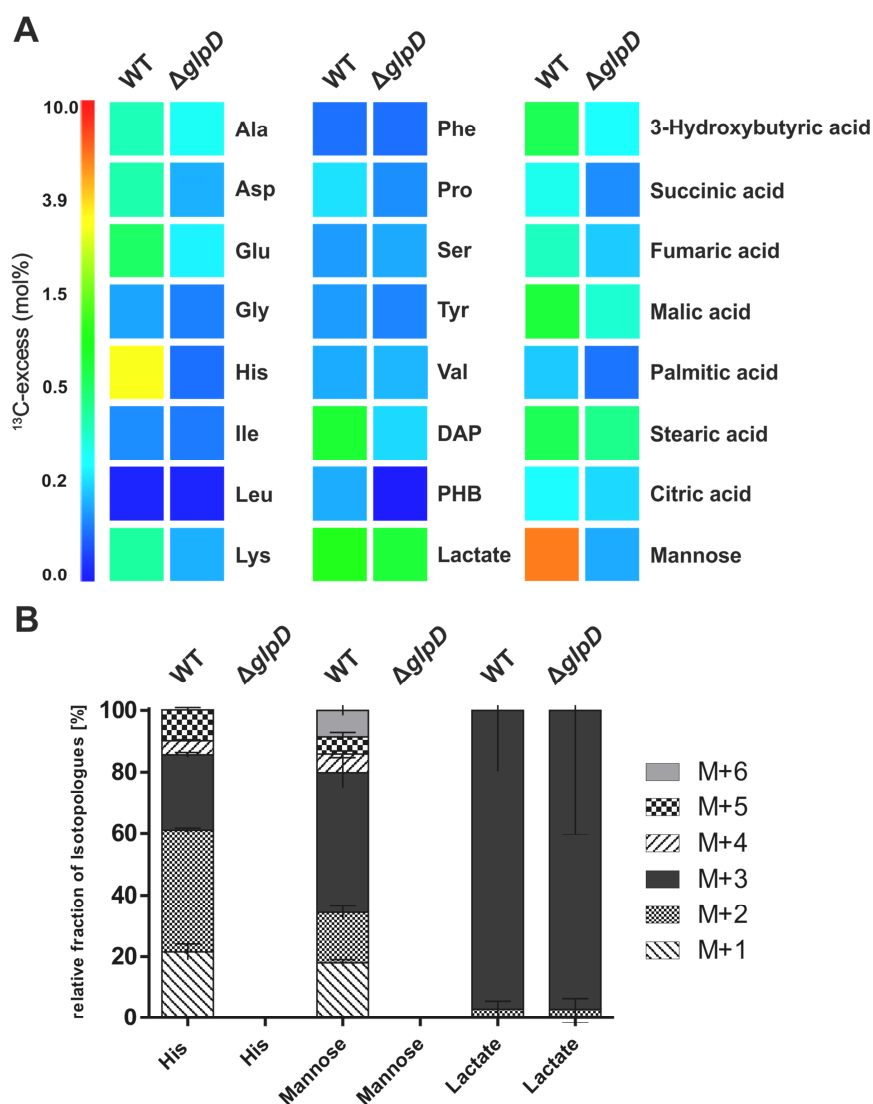 A
WT ΔglpD WT ΔglpD WT ΔglpD
¹³C-excess (mol%)
10.0
3.9
1.5
0.5
0.2
0.0
Ala Phe 3-Hydroxybutyric acid
Asp Pro Succinic acid
Glu Ser Fumaric acid
Gly Tyr Malic acid
His Val Palmitic acid
Ile DAP Stearic acid
Leu PHB Citric acid
Lys Lactate Mannose
B
WT ΔglpD WT ΔglpD WT ΔglpD
relative fraction of Isotopologues [%]
100
80
60
40
20
0
His His Mannose Mannose Lactate Lactate
M+6
M+5
M+4
M+3
M+2
M+1